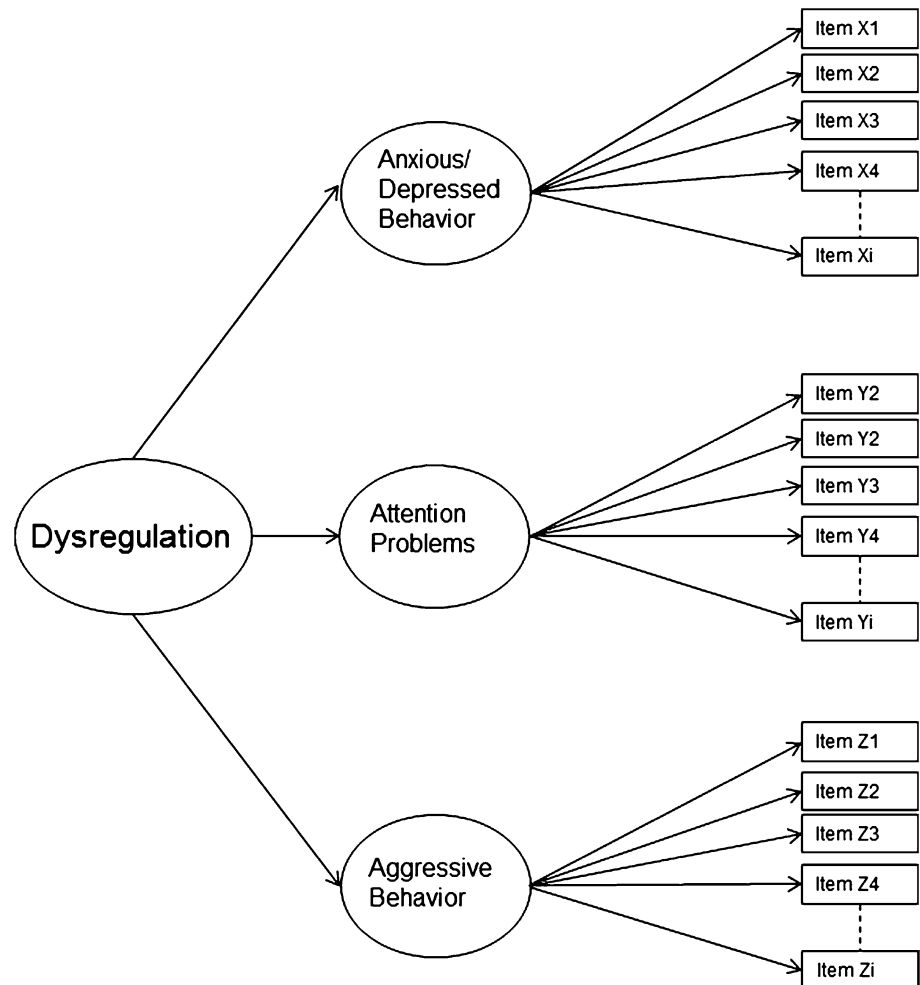 Item X1
Item X2
Item X3
Item X4
Item Xi
Anxious/
Depressed
Behavior
Item Y2
Item Y2
Item Y3
Item Y4
Item Yi
Attention
Problems
Dysregulation
Item Z1
Item Z2
Item Z3
Item Z4
Item Zi
Aggressive
Behavior